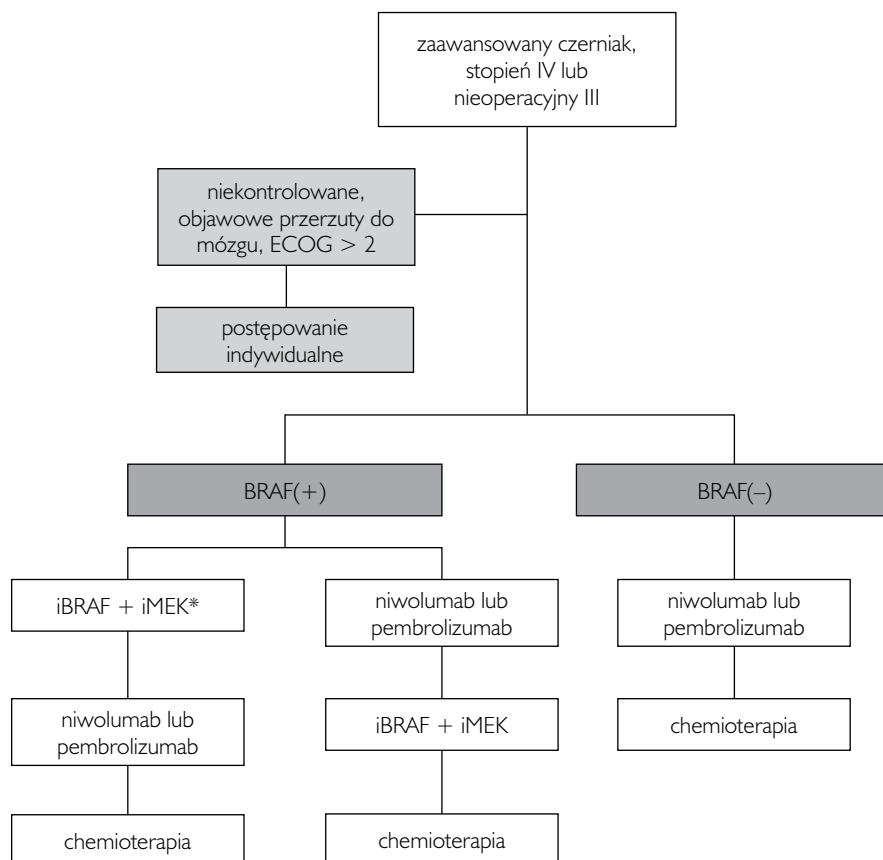 zaawansowany czerniak,
stopień IV lub
nieoperacyjny III
niekontrolowane,
objawowe przerzuty do
mózgu, ECOG > 2
postępowanie
indywidualne
BRAF(+)
BRAF(–)
iBRAF + iMEK*
niwolumab lub
pembrolizumab
niwolumab lub
pembrolizumab
niwolumab lub
pembrolizumab
iBRAF + iMEK
chemioterapia
chemioterapia
chemioterapia